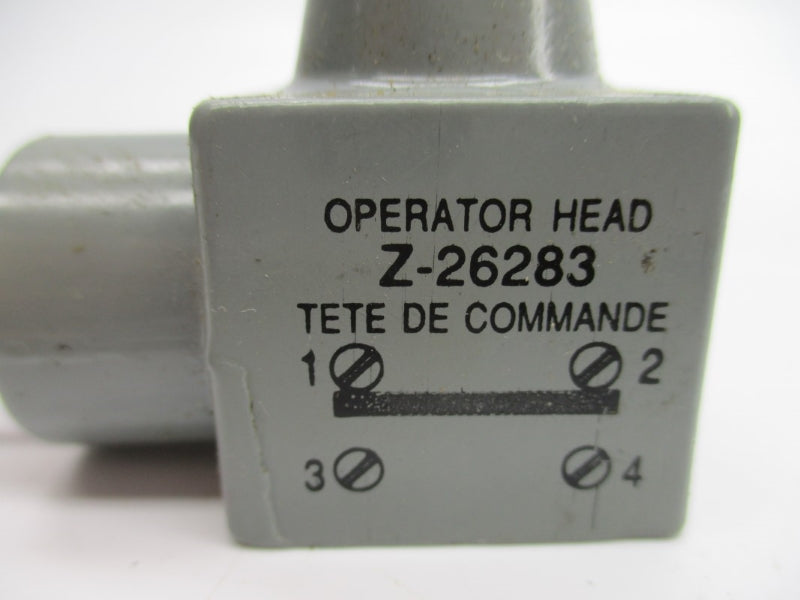 OPERATOR HEAD
Z-26283
TETE DE COMMANDE
1 2
3 4